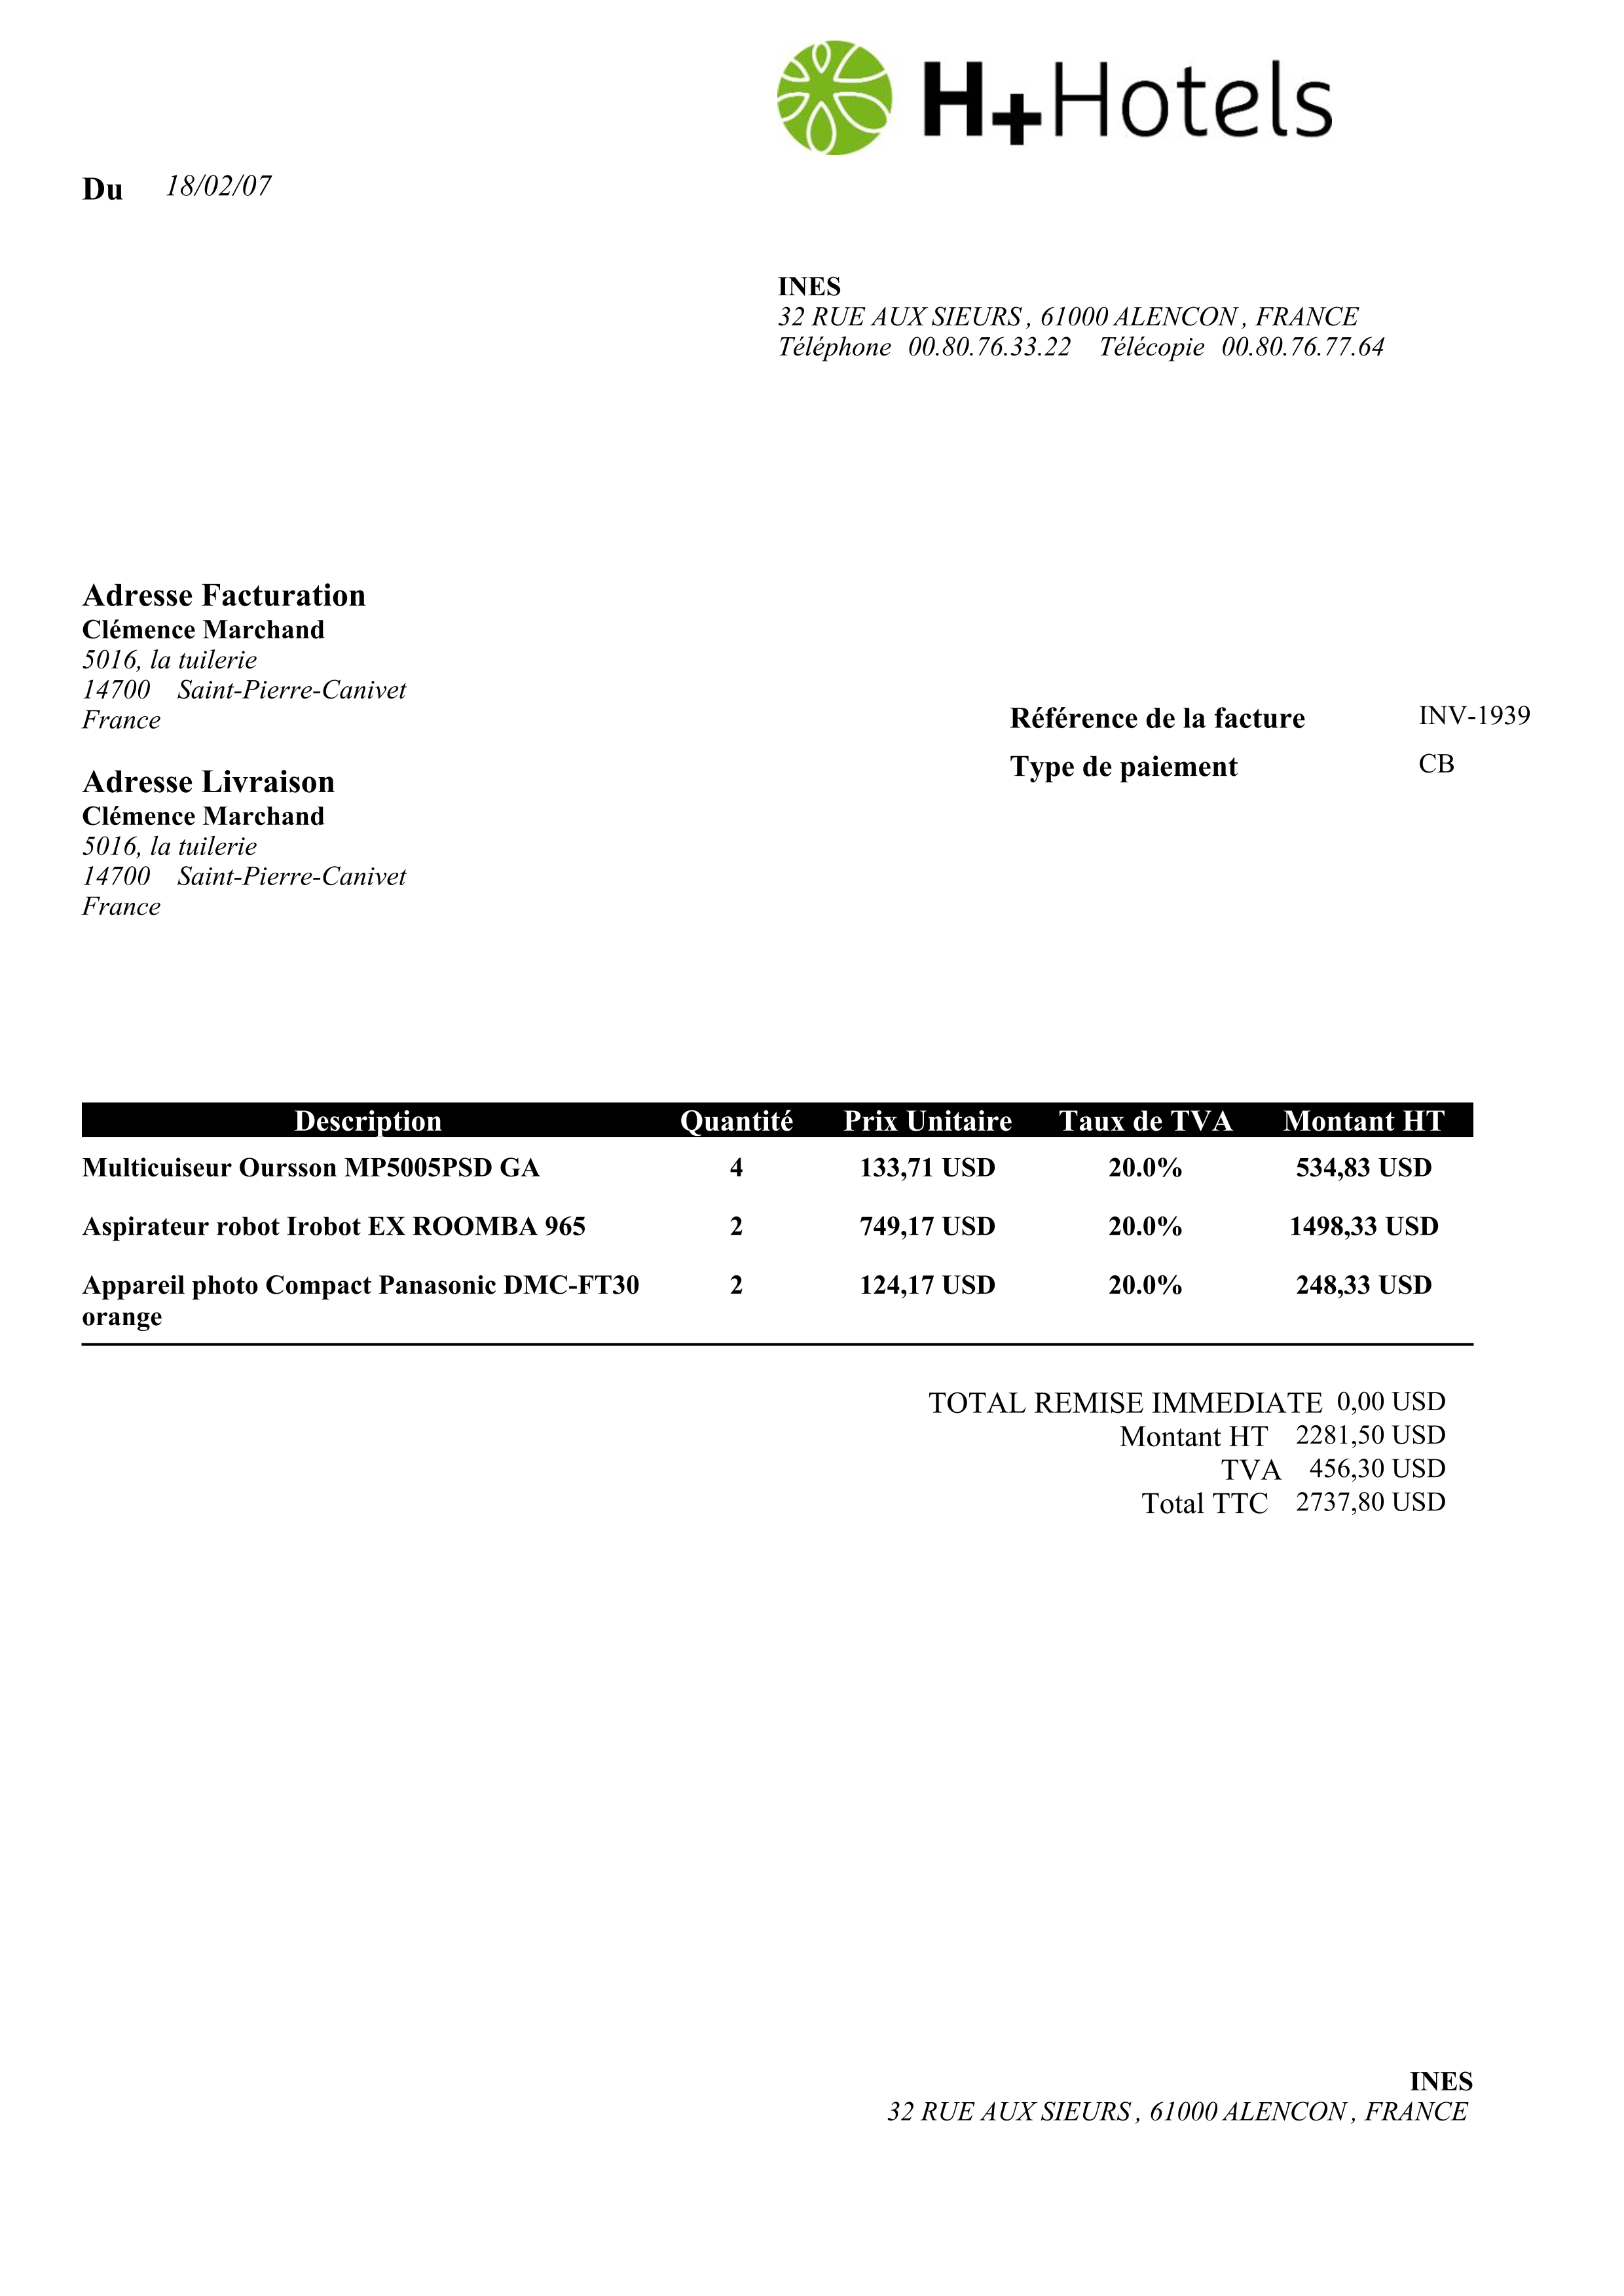 H+Hotels
Du 18/02/07
INES
32 RUE AUX SIEURS , 61000 ALENCON , FRANCE
Téléphone 00.80.76.33.22 Télécopie 00.80.76.77.64
Adresse Facturation
Clémence Marchand
5016, la tuilerie
14700 Saint-Pierre-Canivet
France
Référence de la facture INV-1939
Type de paiement CB
Adresse Livraison
Clémence Marchand
5016, la tuilerie
14700 Saint-Pierre-Canivet
France
Description Quantité Prix Unitaire Taux de TVA Montant HT
Multicuiseur Oursson MP5005PSD GA 4 133,71 USD 20.0% 534,83 USD
Aspirateur robot Irobot EX ROOMBA 965 2 749,17 USD 20.0% 1498,33 USD
Appareil photo Compact Panasonic DMC-FT30 2 124,17 USD 20.0% 248,33 USD
orange
TOTAL REMISE IMMEDIATE 0,00 USD
Montant HT 2281,50 USD
TVA 456,30 USD
Total TTC 2737,80 USD
INES
32 RUE AUX SIEURS , 61000 ALENCON , FRANCE